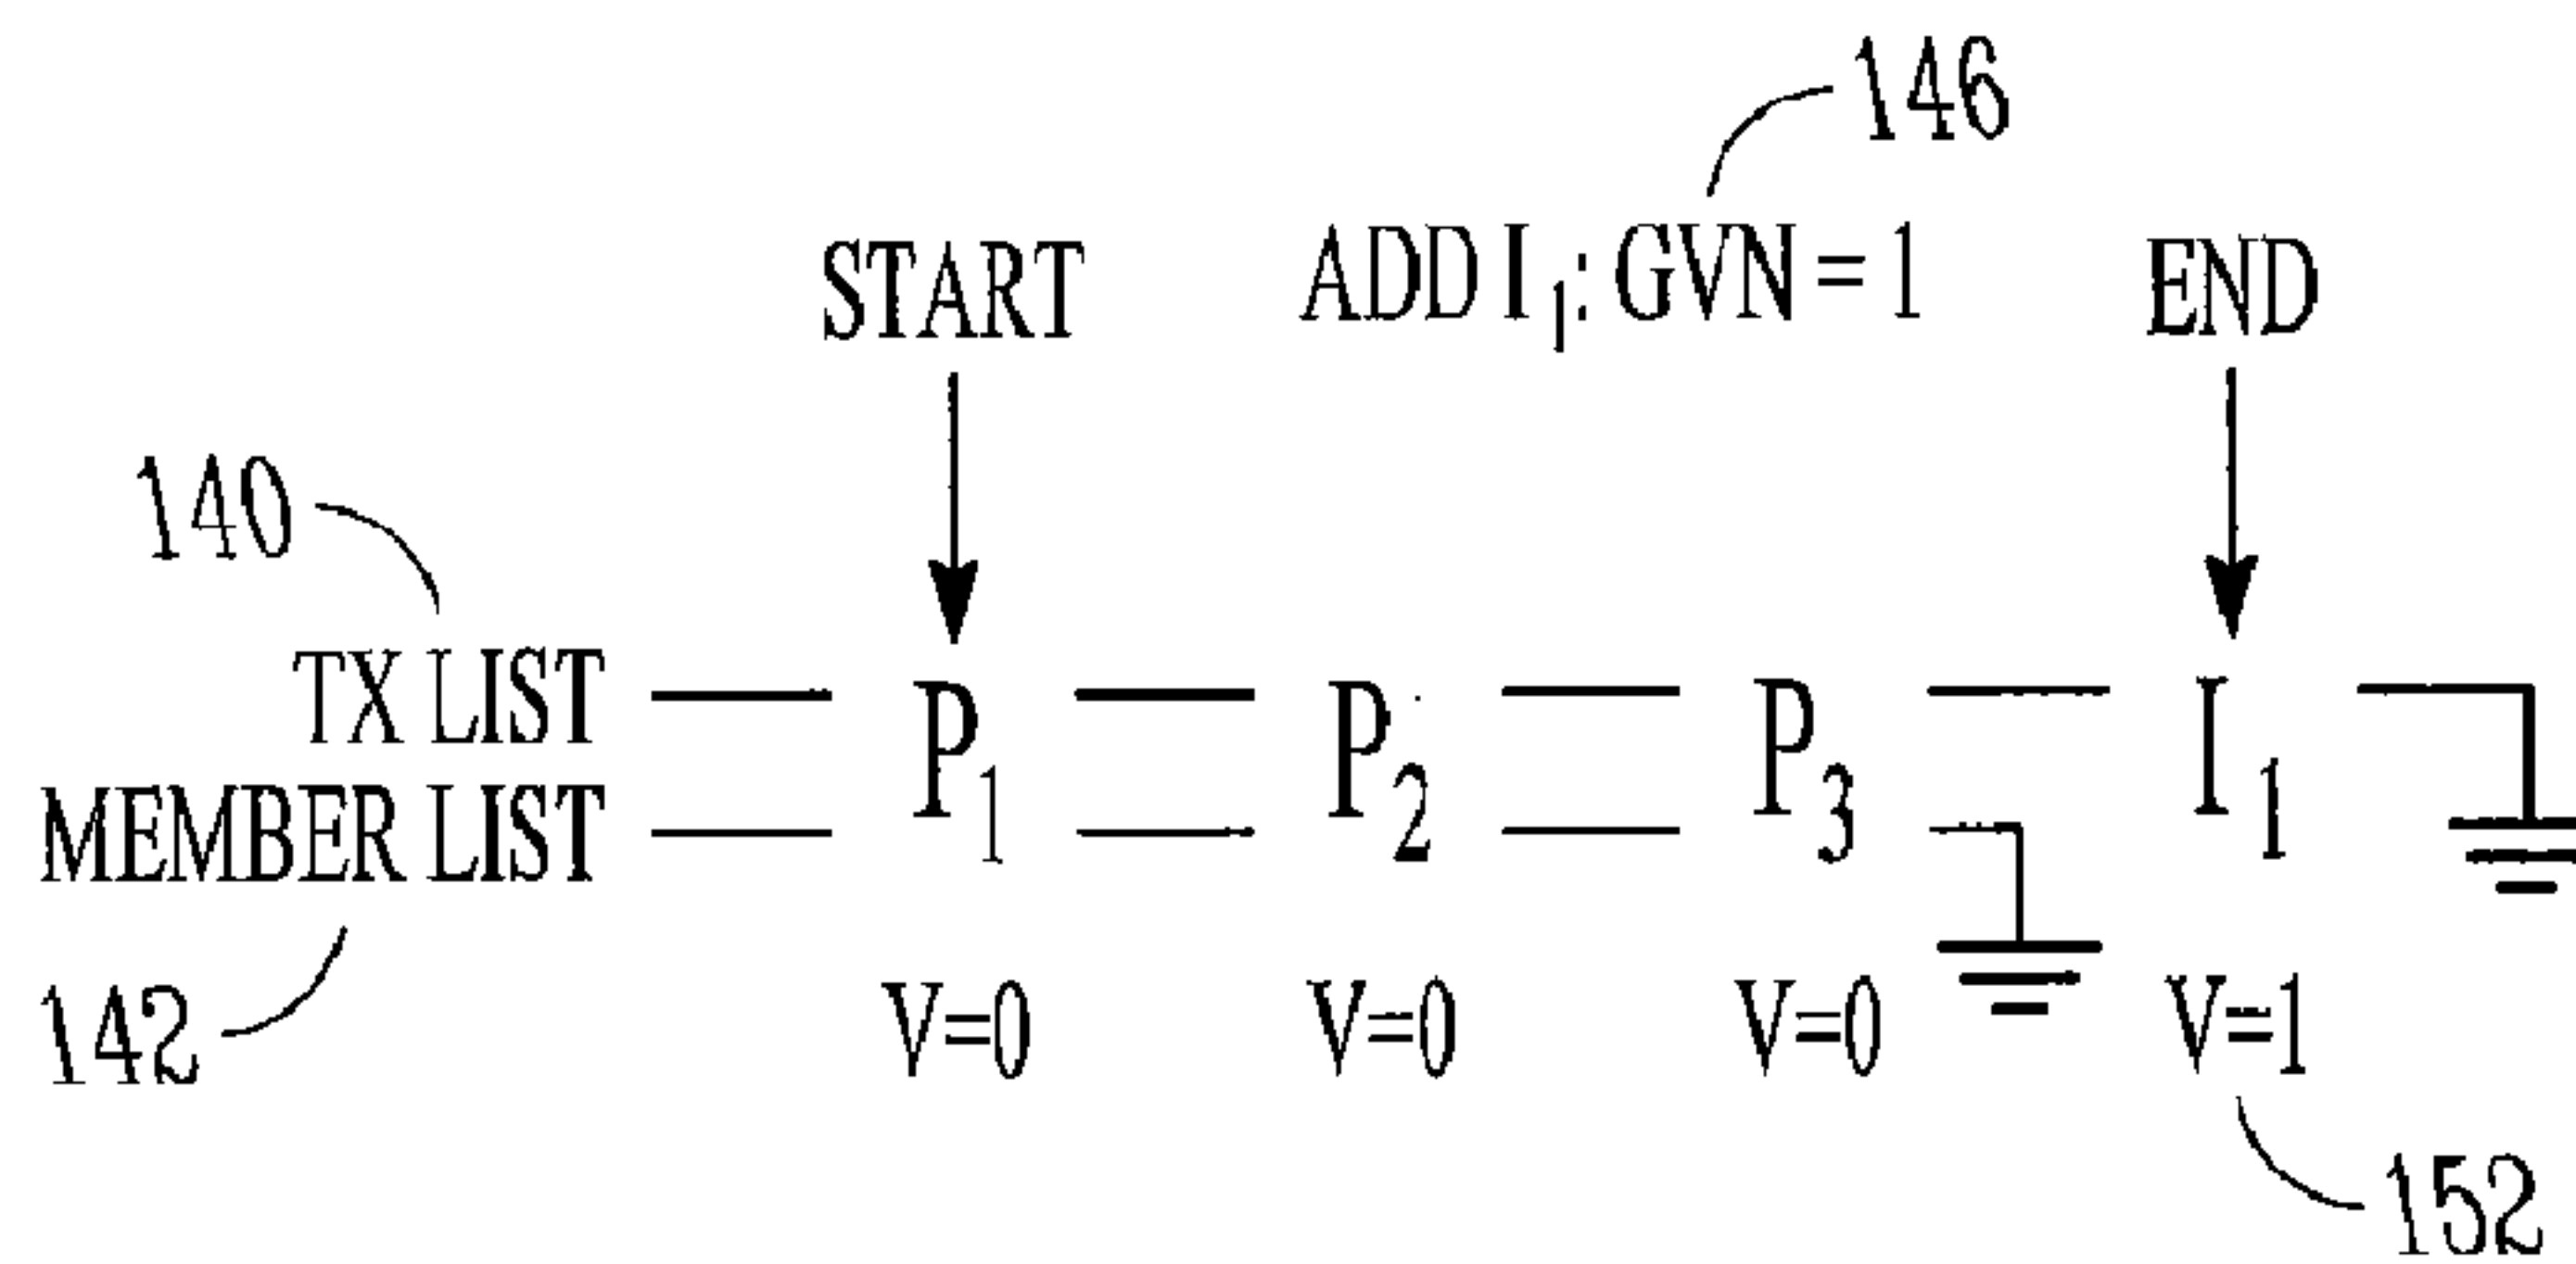 146
START ADD I₁: GVN = 1 END
140
TX LIST P₁ P₂ P₃ I₁
MEMBER LIST
142 V=0 V=0 V=0 V=1
152